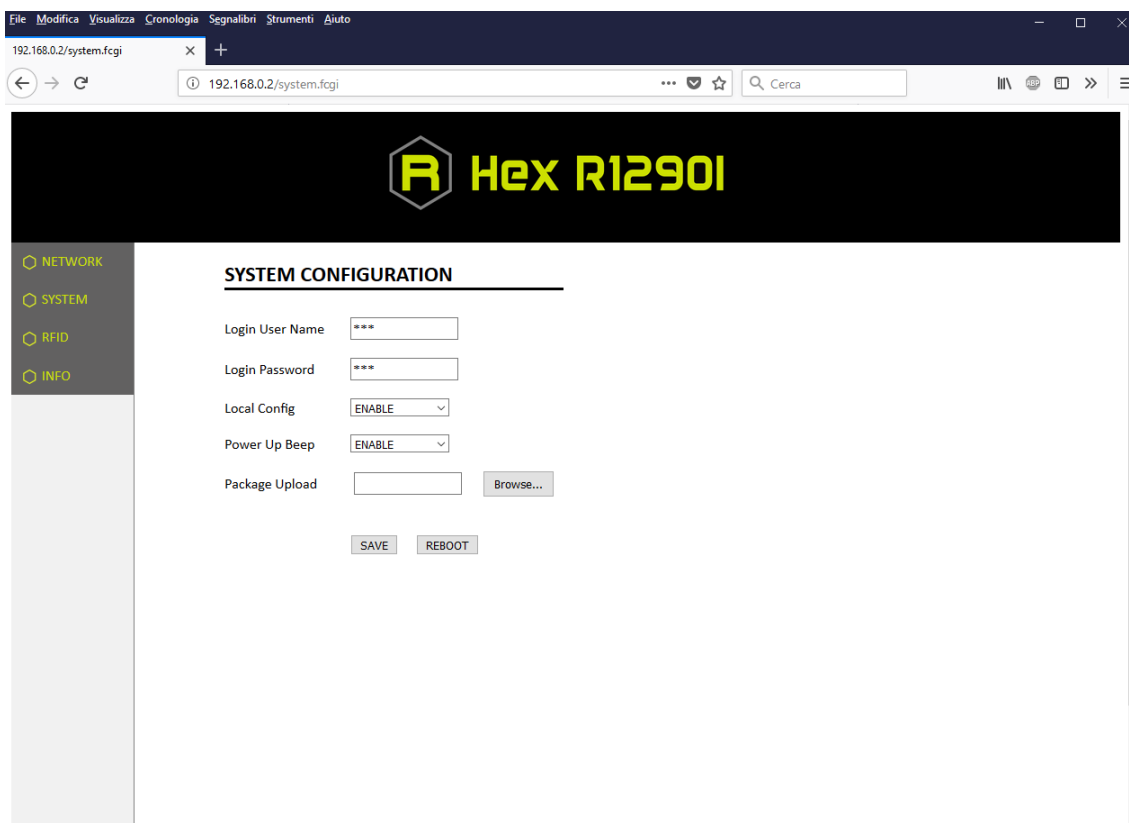 File Modifica Visualizza Cronologia Segnalibri Strumenti Aiuto
192.168.0.2/system.fcgi
192.168.0.2/system.fcgi
Cerca
ABP
R Hex R1290I
NETWORK
SYSTEM
RFID
INFO
SYSTEM CONFIGURATION
Login User Name ***
Login Password ***
Local Config ENABLE
Power Up Beep ENABLE
Package Upload Browse...
SAVE REBOOT